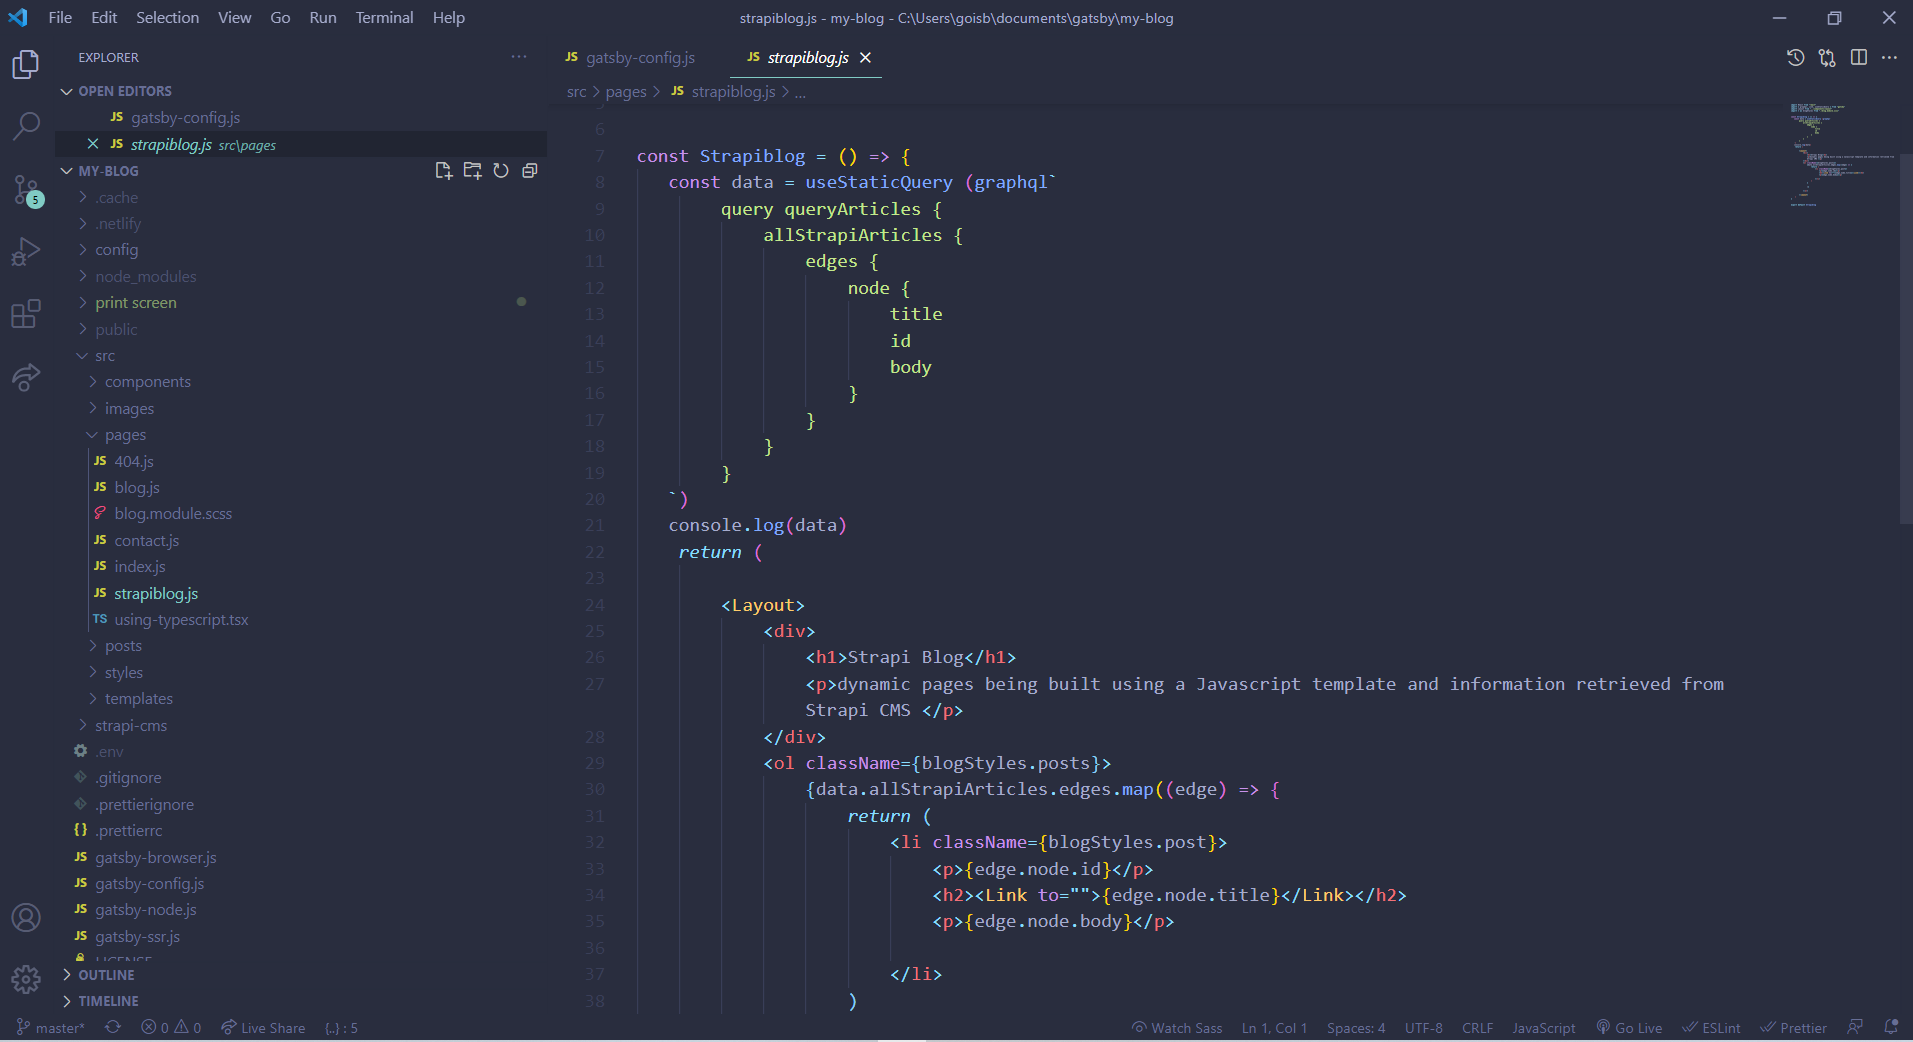 File Edit Selection View Go Run Terminal Help
strapiblog.js - my-blog - C:\Users\goisb\documents\gatsby\my-blog
EXPLORER
OPEN EDITORS
JS gatsby-config.js
JS strapiblog.js src\pages
MY-BLOG
.cache
.netlify
config
node_modules
print screen
public
src
components
images
pages
JS 404.js
JS blog.js
blog.module.scss
JS contact.js
JS index.js
JS strapiblog.js
TS using-typescript.tsx
posts
styles
templates
strapi-cms
.env
.gitignore
.prettierignore
{} .prettierrc
JS gatsby-browser.js
JS gatsby-config.js
JS gatsby-node.js
JS gatsby-ssr.js
LICENSE
OUTLINE
TIMELINE
5
JS gatsby-config.js
JS strapiblog.js
src > pages > JS strapiblog.js > ...
6
7 const Strapiblog = () => {
8 const data = useStaticQuery (graphql`
9 query queryArticles {
10 allStrapiArticles {
11 edges {
12 node {
13 title
14 id
15 body
16 }
17 }
18 }
19 }
20 `)
21 console.log(data)
22 return (
23
24 <Layout>
25 <div>
26 <h1>Strapi Blog</h1>
27 <p>dynamic pages being built using a Javascript template and information retrieved from
Strapi CMS </p>
28 </div>
29 <ol className={blogStyles.posts}>
30 {data.allStrapiArticles.edges.map((edge) => {
31 return (
32 <li className={blogStyles.post}>
33 <p>{edge.node.id}</p>
34 <h2><Link to="">{edge.node.title}</Link></h2>
35 <p>{edge.node.body}</p>
36
37 </li>
38 )
master* 0 0 Live Share {..} : 5 Watch Sass Ln 1, Col 1 Spaces: 4 UTF-8 CRLF JavaScript Go Live ESLint Prettier